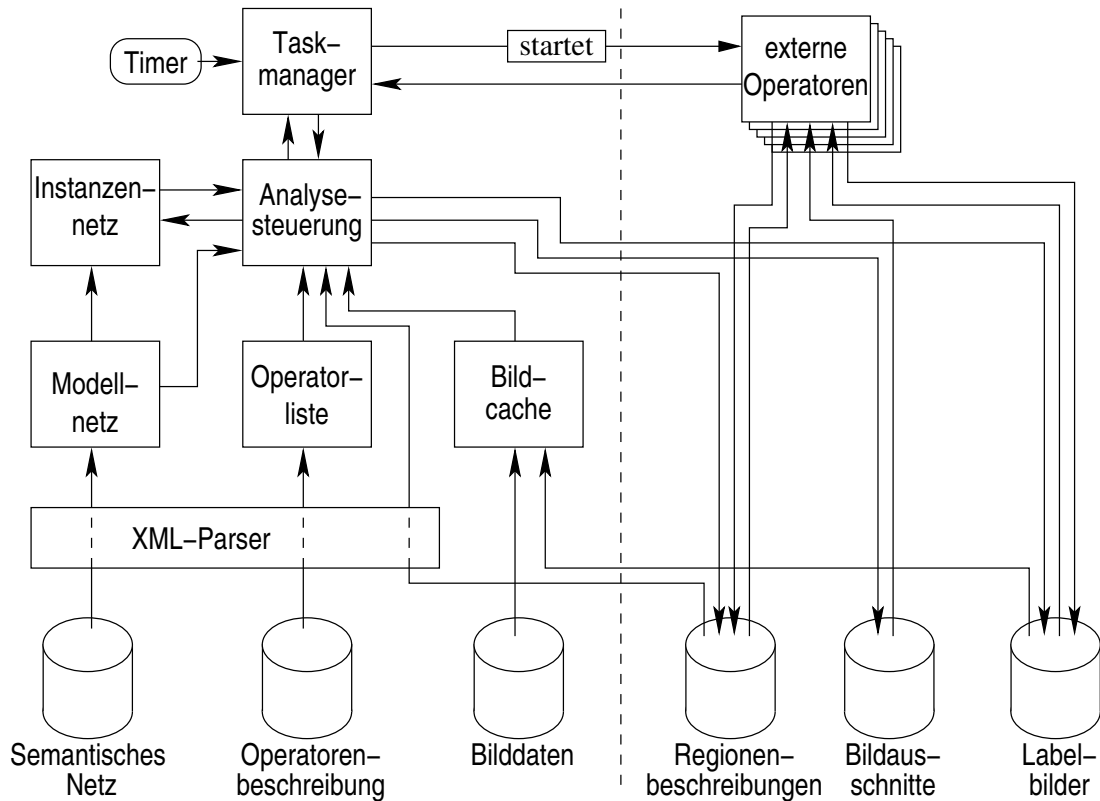 Task–
manager
startet
externe
Operatoren
Timer
Instanzen–
netz
Analyse–
steuerung
Modell–
netz
Operator–
liste
Bild–
cache
XML–Parser
Semantisches
Netz
Operatoren–
beschreibung
Bilddaten
Regionen–
beschreibungen
Bildaus–
schnitte
Label–
bilder